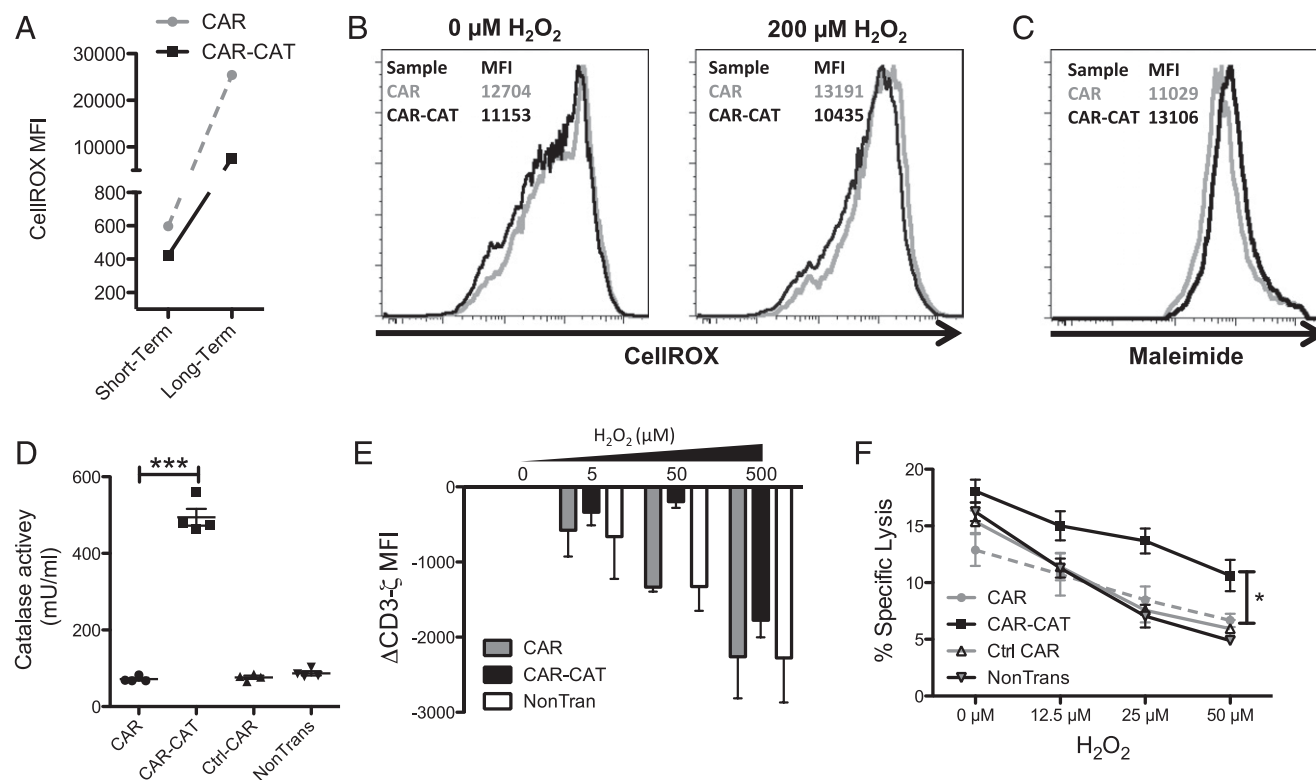 A
CAR
CAR-CAT
30000
20000
10000
800
600
400
200
CellROX MFI
Short-Term
Long-Term
B
0 µM H2O2
Sample MFI
CAR 12704
CAR-CAT 11153
200 µM H2O2
Sample MFI
CAR 13191
CAR-CAT 10435
CellROX
C
Sample MFI
CAR 11029
CAR-CAT 13106
Maleimide
D
***
600
400
200
0
Catalase activey
(mU/ml)
CAR
CAR-CAT
Ctrl-CAR
NonTrans
E
H2O2 (µM)
0 5 50 500
0
-1000
-2000
-3000
ΔCD3-ζ MFI
CAR
CAR-CAT
NonTran
F
20
15
10
5
0
% Specific Lysis
CAR
CAR-CAT
Ctrl CAR
NonTrans
*
0 µM 12.5 µM 25 µM 50 µM
H2O2